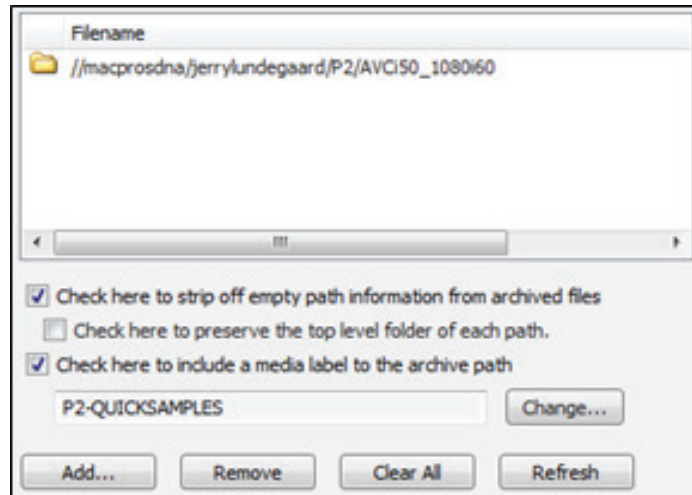 Filename
//macprosdna/jerrylundegaard/P2/AVCi50_1080i60
Check here to strip off empty path information from archived files
Check here to preserve the top level folder of each path.
Check here to include a media label to the archive path
P2-QUICKSAMPLES
Change...
Add...
Remove
Clear All
Refresh